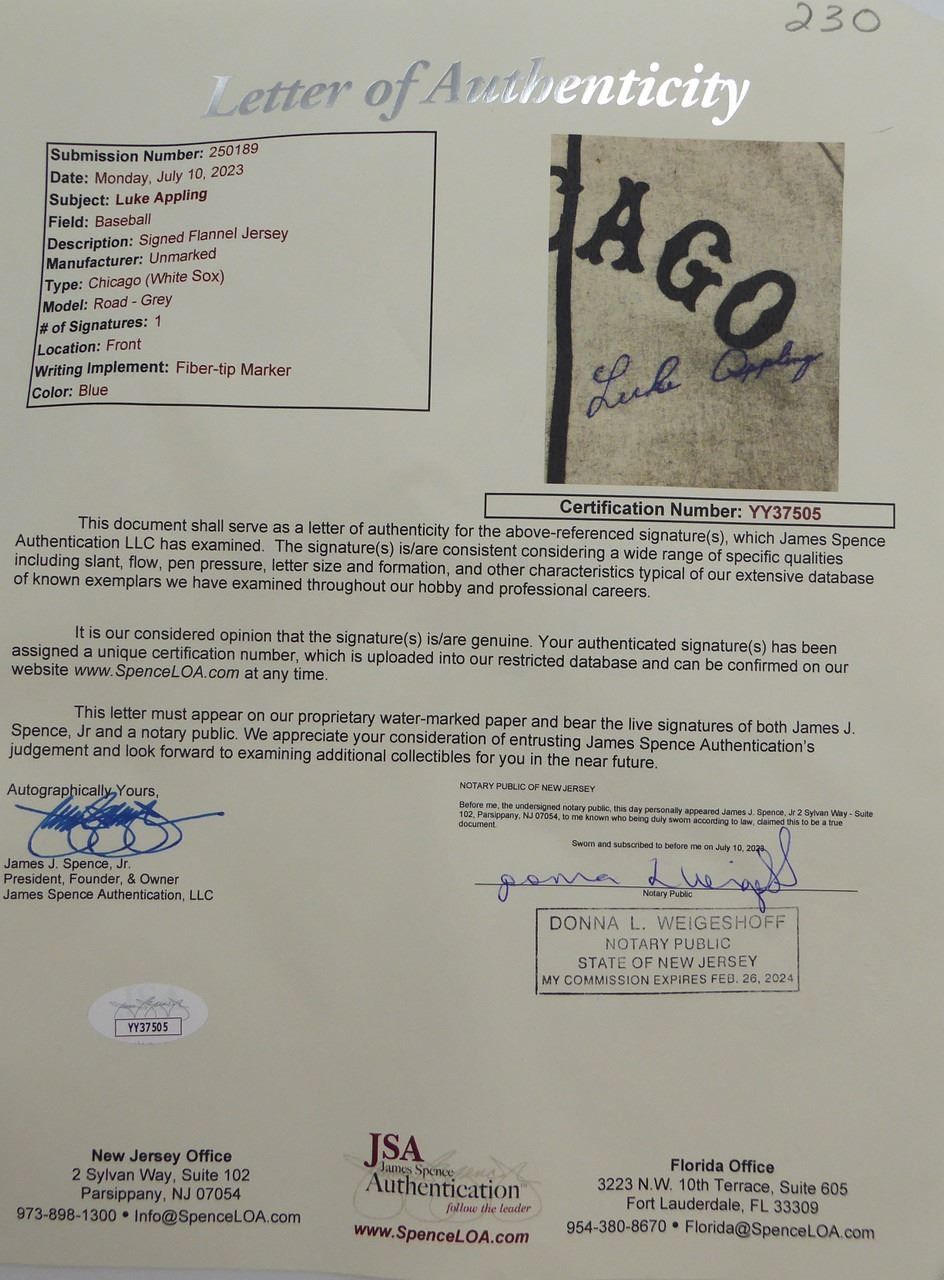 230
Letter of Authenticity
Submission Number: 250189
Date: Monday, July 10, 2023
Subject: Luke Appling
Field: Baseball
Description: Signed Flannel Jersey
Manufacturer: Unmarked
Type: Chicago (White Sox)
Model: Road - Grey
# of Signatures: 1
Location: Front
Writing Implement: Fiber-tip Marker
Color: Blue
CAGO
Luke Appling
Certification Number: YY37505
This document shall serve as a letter of authenticity for the above-referenced signature(s), which James Spence
Authentication LLC has examined. The signature(s) is/are consistent considering a wide range of specific qualities
including slant, flow, pen pressure, letter size and formation, and other characteristics typical of our extensive database
of known exemplars we have examined throughout our hobby and professional careers.
It is our considered opinion that the signature(s) is/are genuine. Your authenticated signature(s) has been
assigned a unique certification number, which is uploaded into our restricted database and can be confirmed on our
website www.SpenceLOA.com at any time.
This letter must appear on our proprietary water-marked paper and bear the live signatures of both James J.
Spence, Jr and a notary public. We appreciate your consideration of entrusting James Spence Authentication's
judgement and look forward to examining additional collectibles for you in the near future.
Autographically Yours,
James J. Spence, Jr.
President, Founder, & Owner
James Spence Authentication, LLC
NOTARY PUBLIC OF NEW JERSEY
Before me, the undersigned notary public, this day personally appeared James J. Spence, Jr 2 Sylvan Way - Suite
102, Parsippany, NJ 07054, to me known who being duly sworn according to law, claimed this to be a true
document.
Sworn and subscribed to before me on July 10, 2023
Donna L Weigeshoff
Notary Public
DONNA L. WEIGESHOFF
NOTARY PUBLIC
STATE OF NEW JERSEY
MY COMMISSION EXPIRES FEB. 26, 2024
YY37505
New Jersey Office
2 Sylvan Way, Suite 102
Parsippany, NJ 07054
973-898-1300 • Info@SpenceLOA.com
JSA
James Spence
Authentication
follow the leader
www.SpenceLOA.com
Florida Office
3223 N.W. 10th Terrace, Suite 605
Fort Lauderdale, FL 33309
954-380-8670 • Florida@SpenceLOA.com